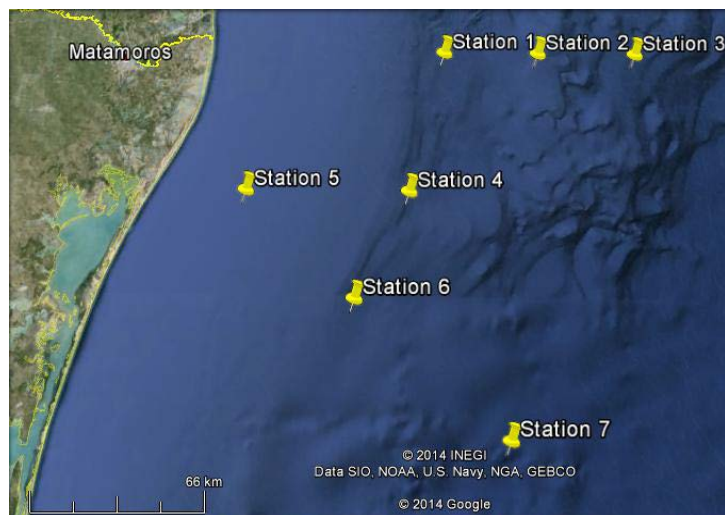 Matamoros
Station 1
Station 2
Station 3
Station 5
Station 4
Station 6
Station 7
© 2014 INEGI
Data SIO, NOAA, U.S. Navy, NGA, GEBCO
66 km
© 2014 Google